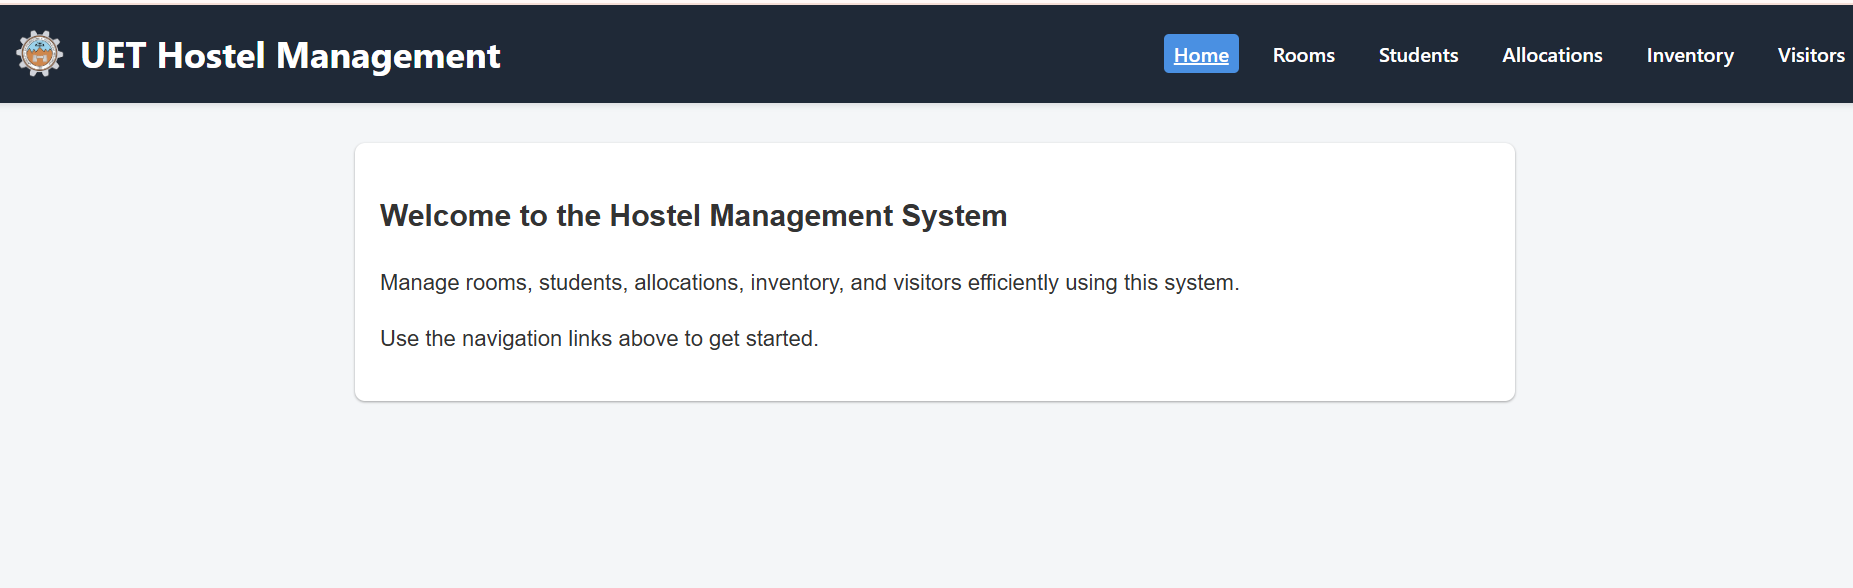 UET Hostel Management
Home Rooms Students Allocations Inventory Visitors
Welcome to the Hostel Management System
Manage rooms, students, allocations, inventory, and visitors efficiently using this system.
Use the navigation links above to get started.